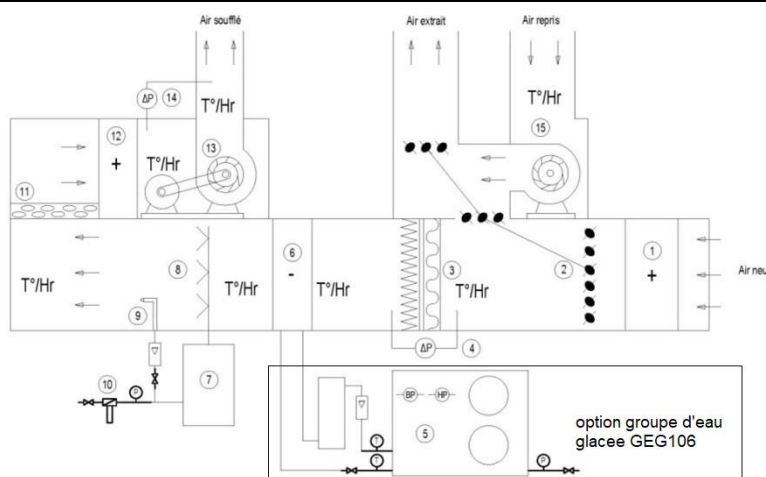 Air soufflé
Air extrait
Air repris
ΔP
14
T°/Hr
15
T°/Hr
12
+
T°/Hr
13
11
6
-
8
3
2
1
+
T°/Hr
T°/Hr
T°/Hr
T°/Hr
Air neu
9
ΔP
4
10
P
7
BP
HP
5
T
T
P
option groupe d'eau
glacee GEG106